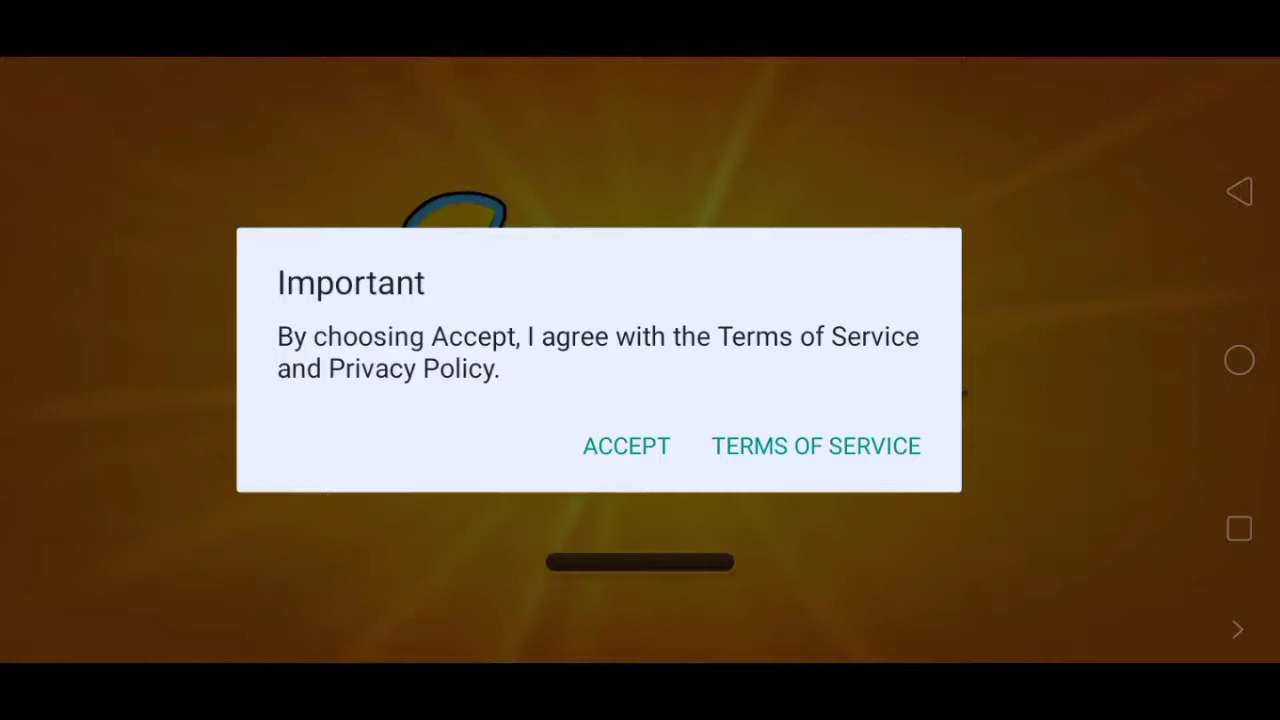 Important
By choosing Accept, I agree with the Terms of Service
and Privacy Policy.
ACCEPT TERMS OF SERVICE